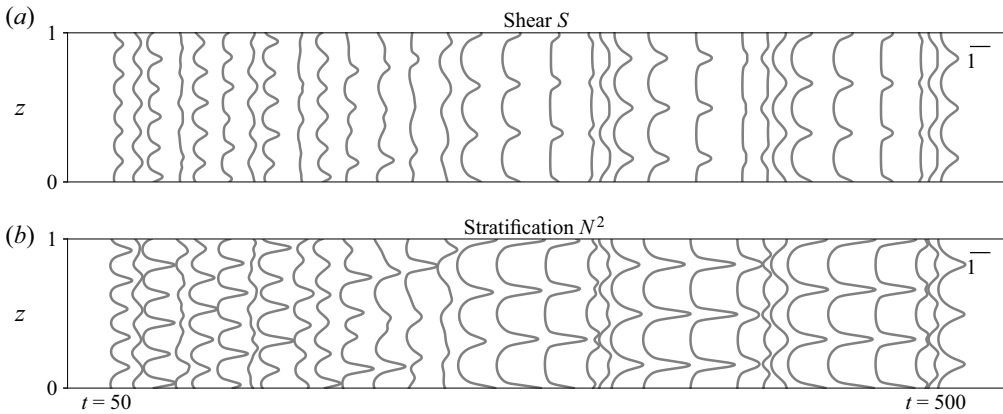 (a)
Shear S
1
1
z
0
(b)
Stratification N²
1
1
z
0
t = 50
t = 500